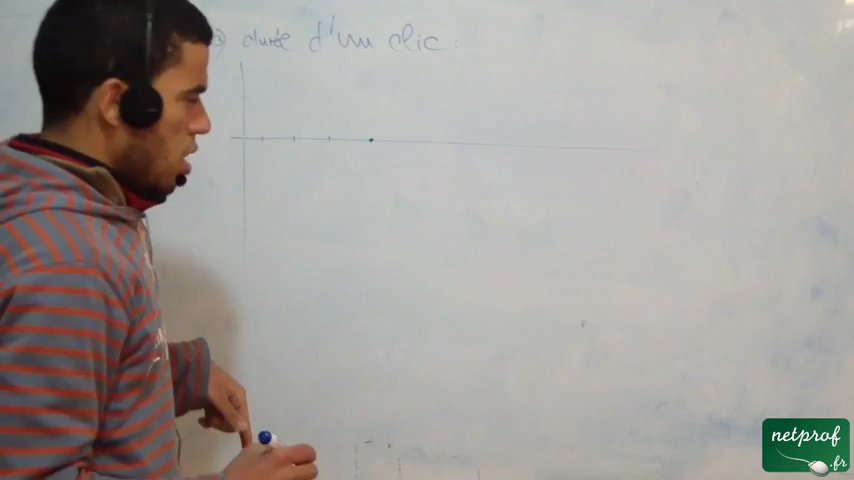 durée d'un clic :
netprof
.fr